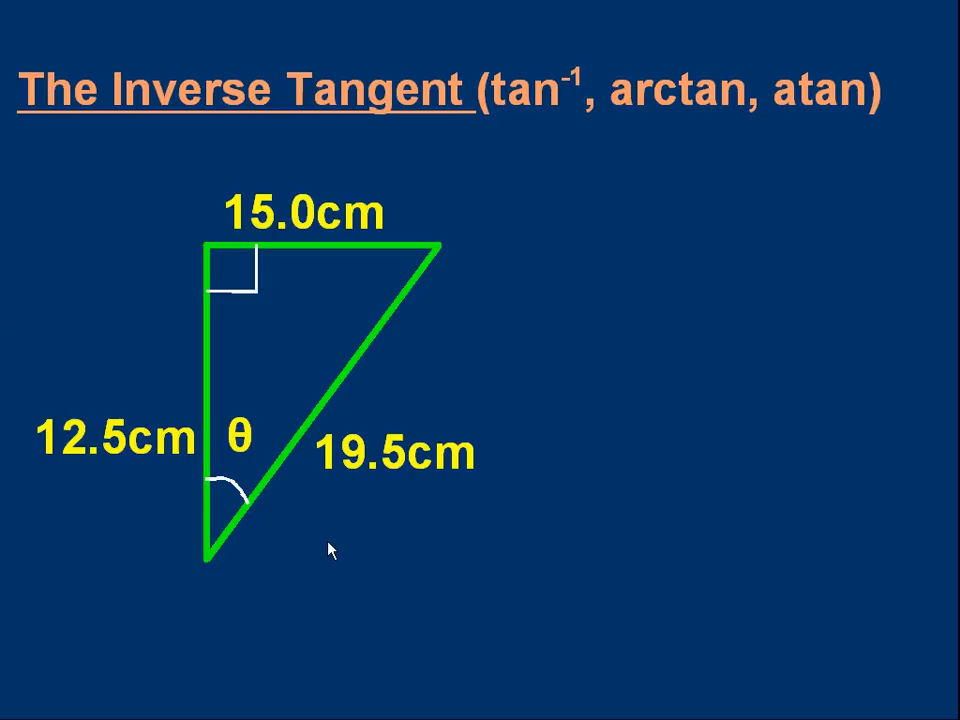 The Inverse Tangent (tan⁻¹, arctan, atan)
15.0cm
12.5cm
θ
19.5cm